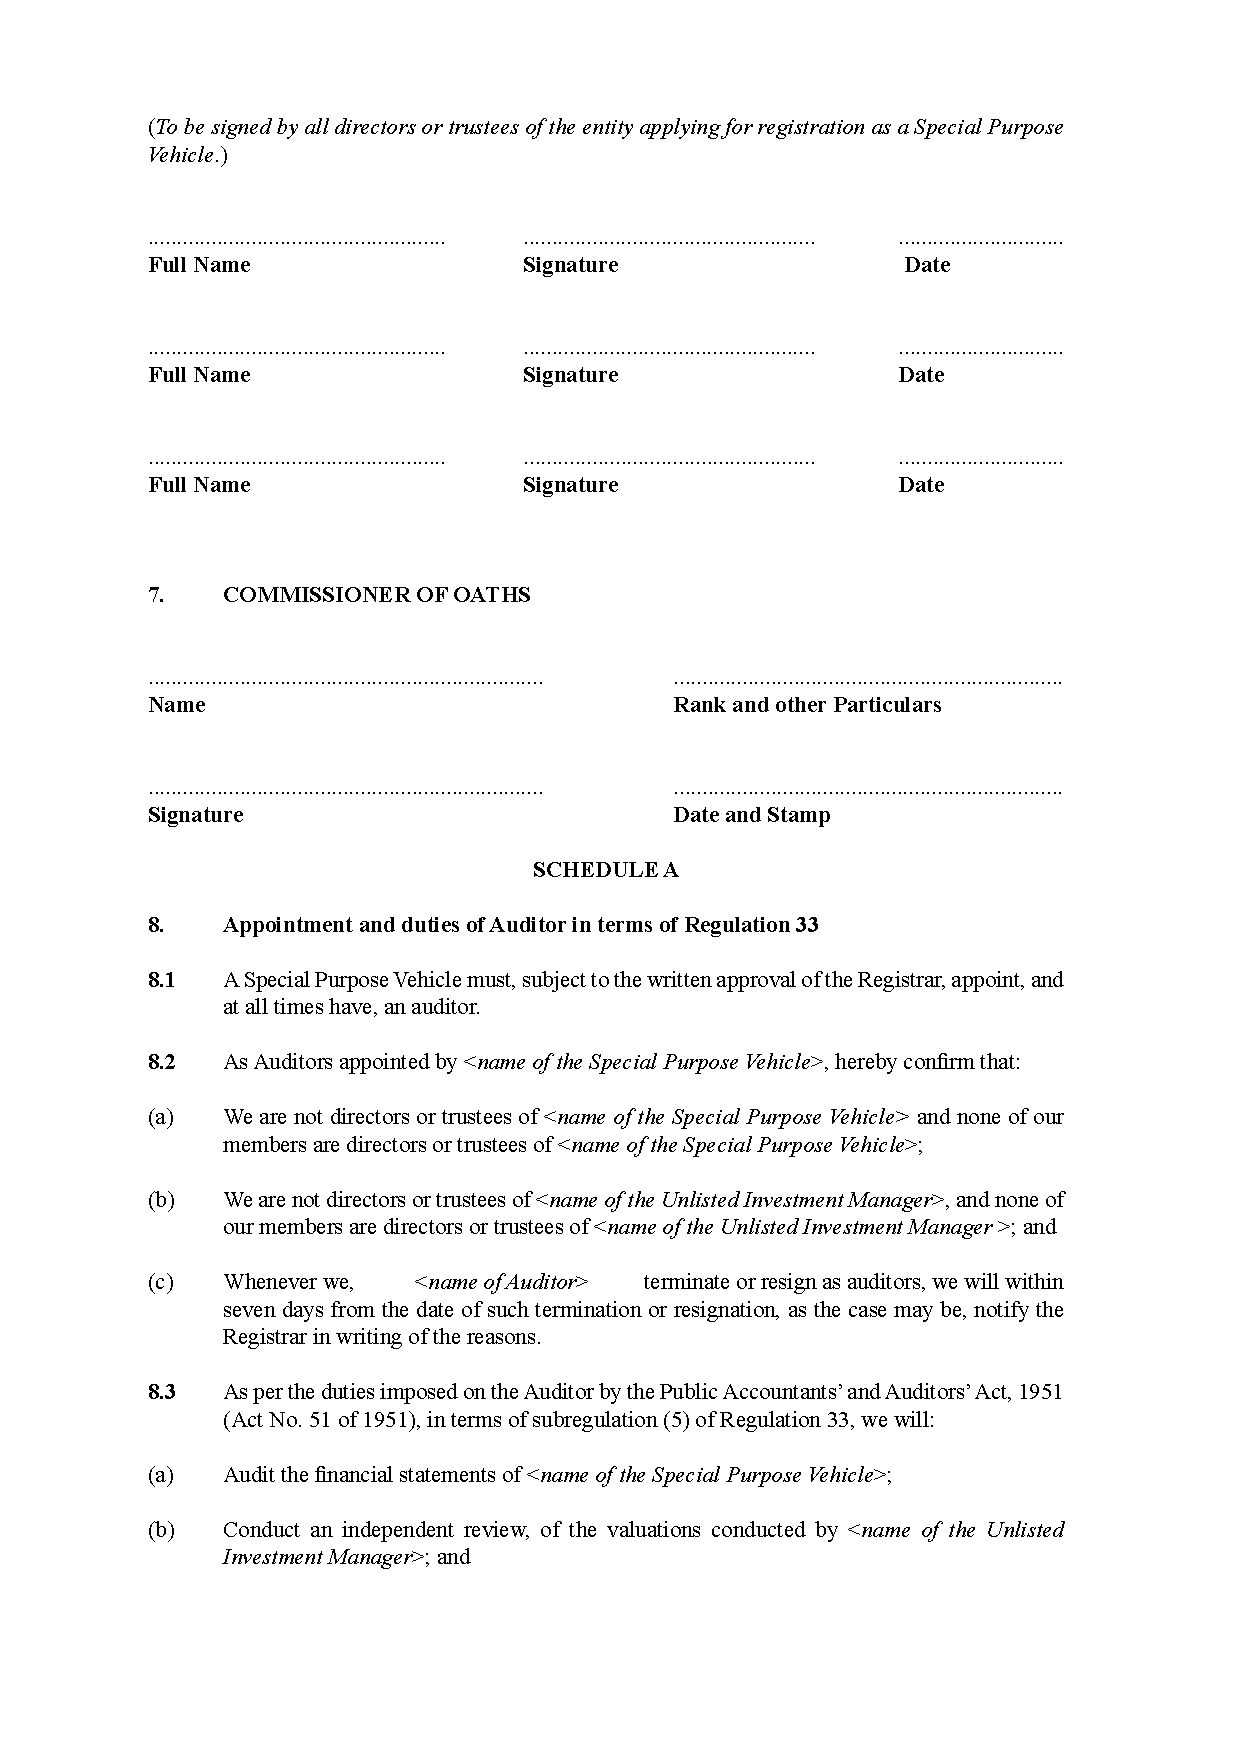 (To be signed by all directors or trustees of the entity applying for registration as a Special Purpose
Vehicle.)
.................................................... ................................................... .............................
Full Name Signature Date
.................................................... ................................................... .............................
Full Name Signature Date
.................................................... ................................................... .............................
Full Name Signature Date
7. COMMISSIONER OF OATHS
..................................................................... ....................................................................
Name Rank and other Particulars
..................................................................... ....................................................................
Signature Date and Stamp
SCHEDULE A
8. Appointment and duties of Auditor in terms of Regulation 33
8.1 A Special Purpose Vehicle must, subject to the written approval of the Registrar, appoint, and
at all times have, an auditor.
8.2 As Auditors appointed by <name of the Special Purpose Vehicle>, hereby confirm that:
(a) We are not directors or trustees of <name of the Special Purpose Vehicle> and none of our
members are directors or trustees of <name of the Special Purpose Vehicle>;
(b) We are not directors or trustees of <name of the Unlisted Investment Manager>, and none of
our members are directors or trustees of <name of the Unlisted Investment Manager >; and
(c) Whenever we, <name of Auditor> terminate or resign as auditors, we will within
seven days from the date of such termination or resignation, as the case may be, notify the
Registrar in writing of the reasons.
8.3 As per the duties imposed on the Auditor by the Public Accountants’ and Auditors’ Act, 1951
(Act No. 51 of 1951), in terms of subregulation (5) of Regulation 33, we will:
(a) Audit the financial statements of <name of the Special Purpose Vehicle>;
(b) Conduct an independent review, of the valuations conducted by <name of the Unlisted
Investment Manager>; and